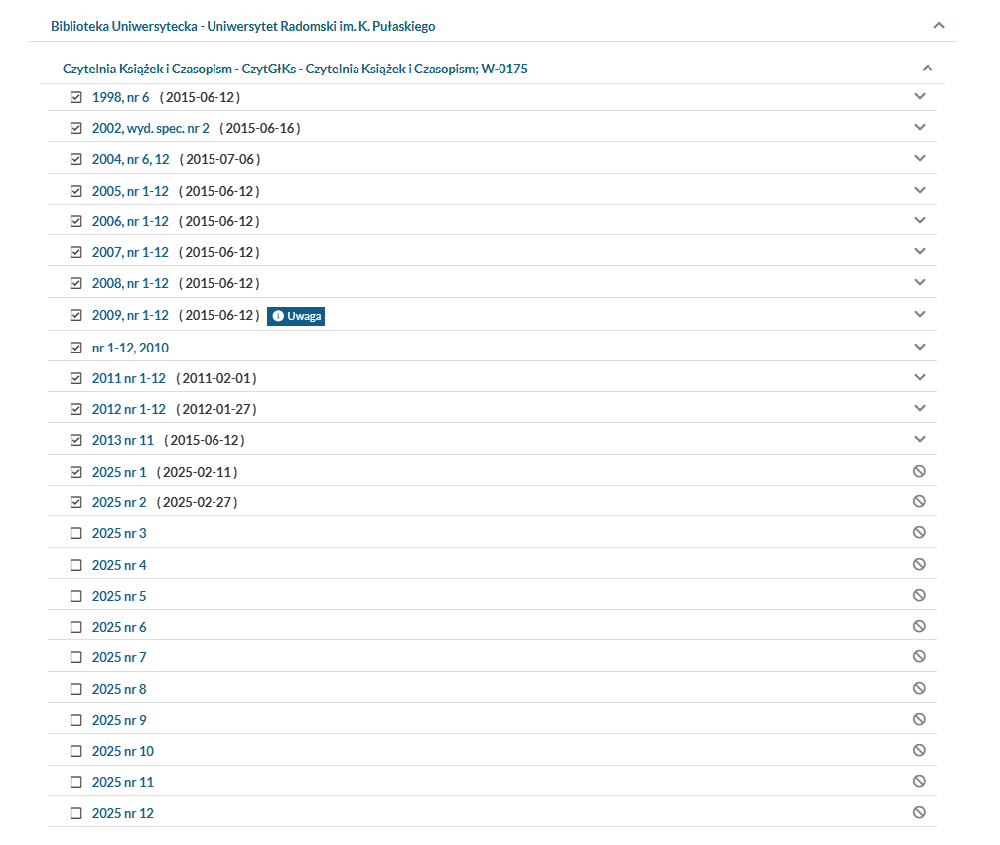 Biblioteka Uniwersytecka - Uniwersytet Radomski im. K. Pułaskiego
Czytelnia Książek i Czasopism - CzytGłKs - Czytelnia Książek i Czasopism; W-0175
1998, nr 6 ( 2015-06-12 )
2002, wyd. spec. nr 2 ( 2015-06-16 )
2004, nr 6, 12 ( 2015-07-06 )
2005, nr 1-12 ( 2015-06-12 )
2006, nr 1-12 ( 2015-06-12 )
2007, nr 1-12 ( 2015-06-12 )
2008, nr 1-12 ( 2015-06-12 )
2009, nr 1-12 ( 2015-06-12 ) Uwaga
nr 1-12, 2010
2011 nr 1-12 ( 2011-02-01 )
2012 nr 1-12 ( 2012-01-27 )
2013 nr 11 ( 2015-06-12 )
2025 nr 1 ( 2025-02-11 )
2025 nr 2 ( 2025-02-27 )
2025 nr 3
2025 nr 4
2025 nr 5
2025 nr 6
2025 nr 7
2025 nr 8
2025 nr 9
2025 nr 10
2025 nr 11
2025 nr 12